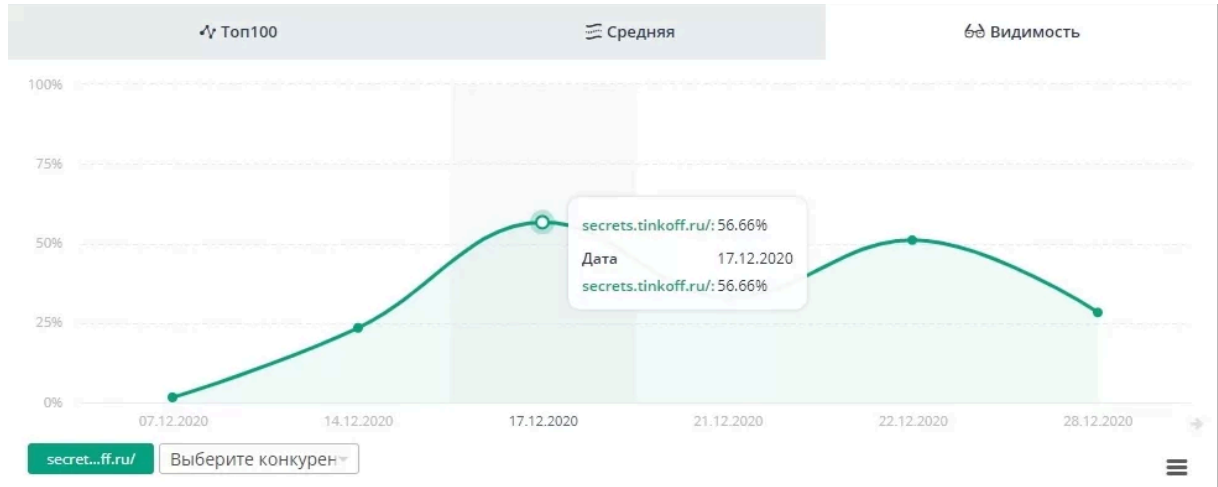 Топ100
Средняя
Видимость
100%
75%
50%
25%
0%
secrets.tinkoff.ru/: 56.66%
Дата 17.12.2020
secrets.tinkoff.ru/: 56.66%
07.12.2020 14.12.2020 17.12.2020 21.12.2020 22.12.2020 28.12.2020
secret...ff.ru/
Выберите конкурен